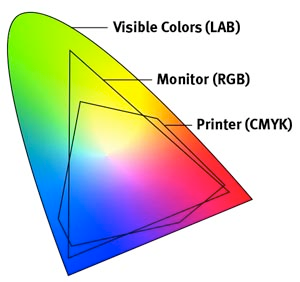 Visible Colors (LAB)
Monitor (RGB)
Printer (CMYK)